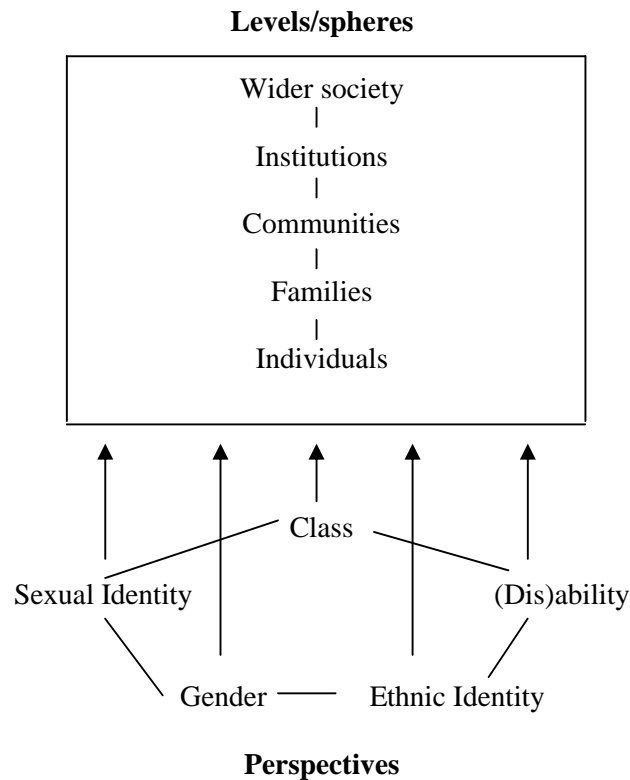 Levels/spheres
Wider society
Institutions
Communities
Families
Individuals
Class
Sexual Identity (Dis)ability
Gender Ethnic Identity
Perspectives